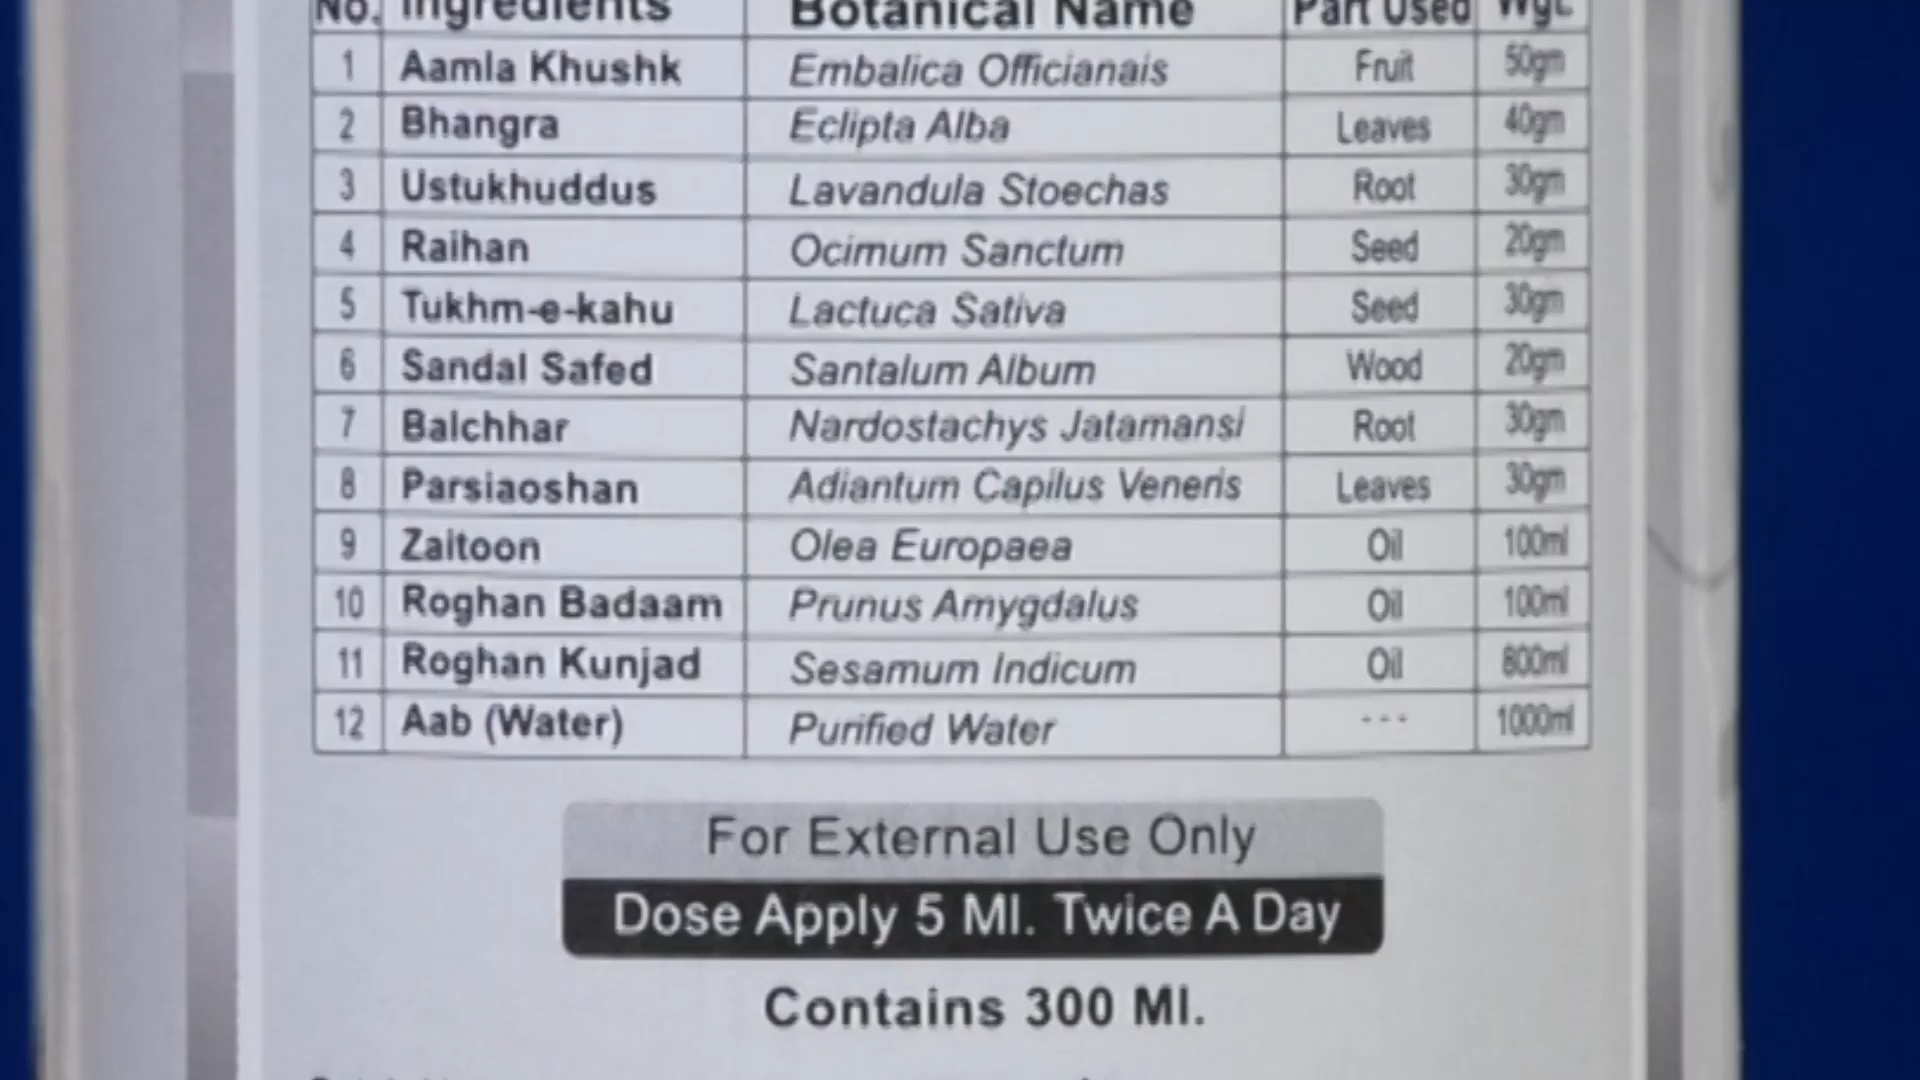 No. Ingredients Botanical Name Part Used Wgt.
1 Aamla Khushk Embalica Officianais Fruit 50gm
2 Bhangra Eclipta Alba Leaves 40gm
3 Ustukhuddus Lavandula Stoechas Root 30gm
4 Raihan Ocimum Sanctum Seed 20gm
5 Tukhm-e-kahu Lactuca Sativa Seed 30gm
6 Sandal Safed Santalum Album Wood 20gm
7 Balchhar Nardostachys Jatamansi Root 30gm
8 Parsiaoshan Adiantum Capilus Veneris Leaves 30gm
9 Zaitoon Olea Europaea Oil 100ml
10 Roghan Badaam Prunus Amygdalus Oil 100ml
11 Roghan Kunjad Sesamum Indicum Oil 800ml
12 Aab (Water) Purified Water --- 1000ml
For External Use Only
Dose Apply 5 Ml. Twice A Day
Contains 300 Ml.